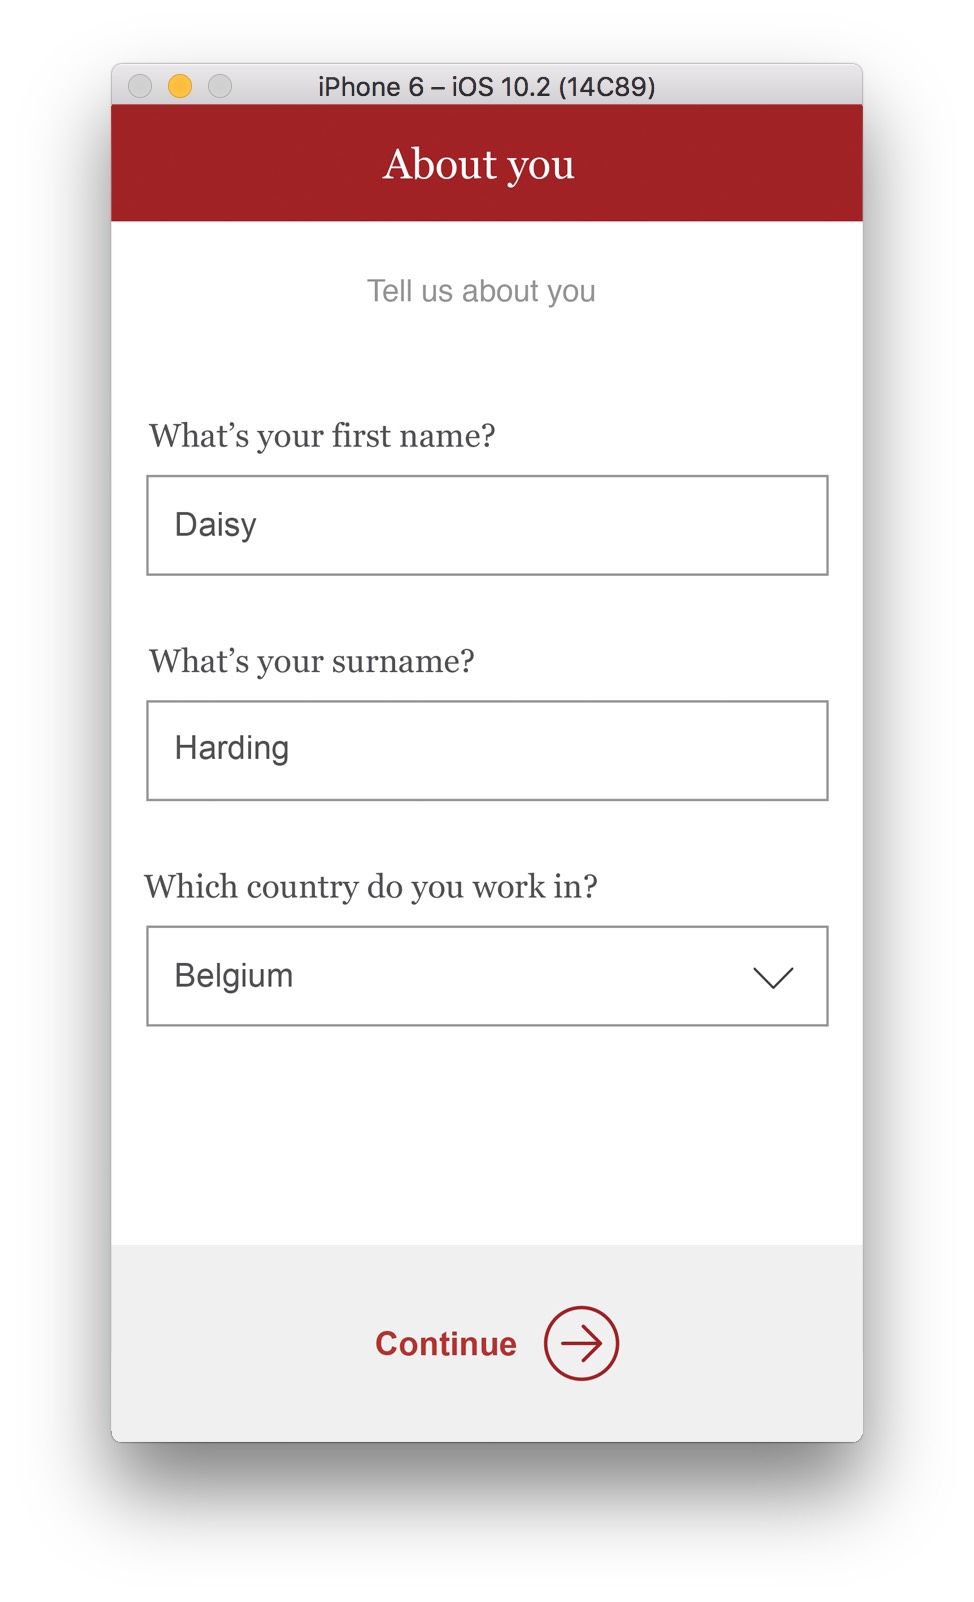 iPhone 6 – iOS 10.2 (14C89)
About you
Tell us about you
What’s your first name?
Daisy
What’s your surname?
Harding
Which country do you work in?
Belgium
Continue